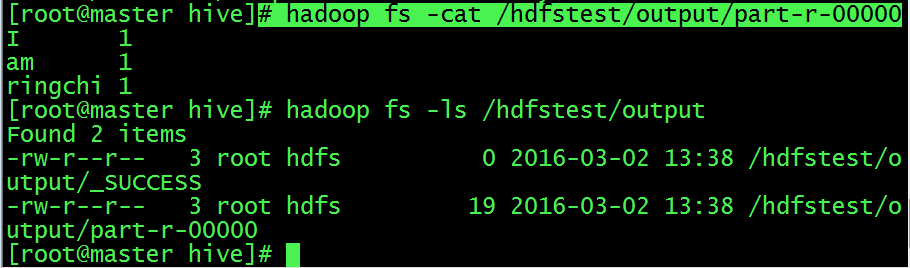 [root@master hive]# hadoop fs -cat /hdfstest/output/part-r-00000
I       1
am      1
ringchi 1
[root@master hive]# hadoop fs -ls /hdfstest/output
Found 2 items
-rw-r--r--   3 root hdfs          0 2016-03-02 13:38 /hdfstest/o
utput/_SUCCESS
-rw-r--r--   3 root hdfs         19 2016-03-02 13:38 /hdfstest/o
utput/part-r-00000
[root@master hive]#